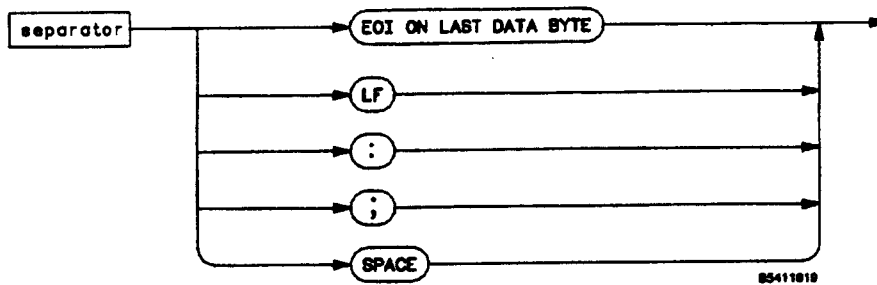 separator
EOI ON LAST DATA BYTE
LF
:
;
SPACE
85411819